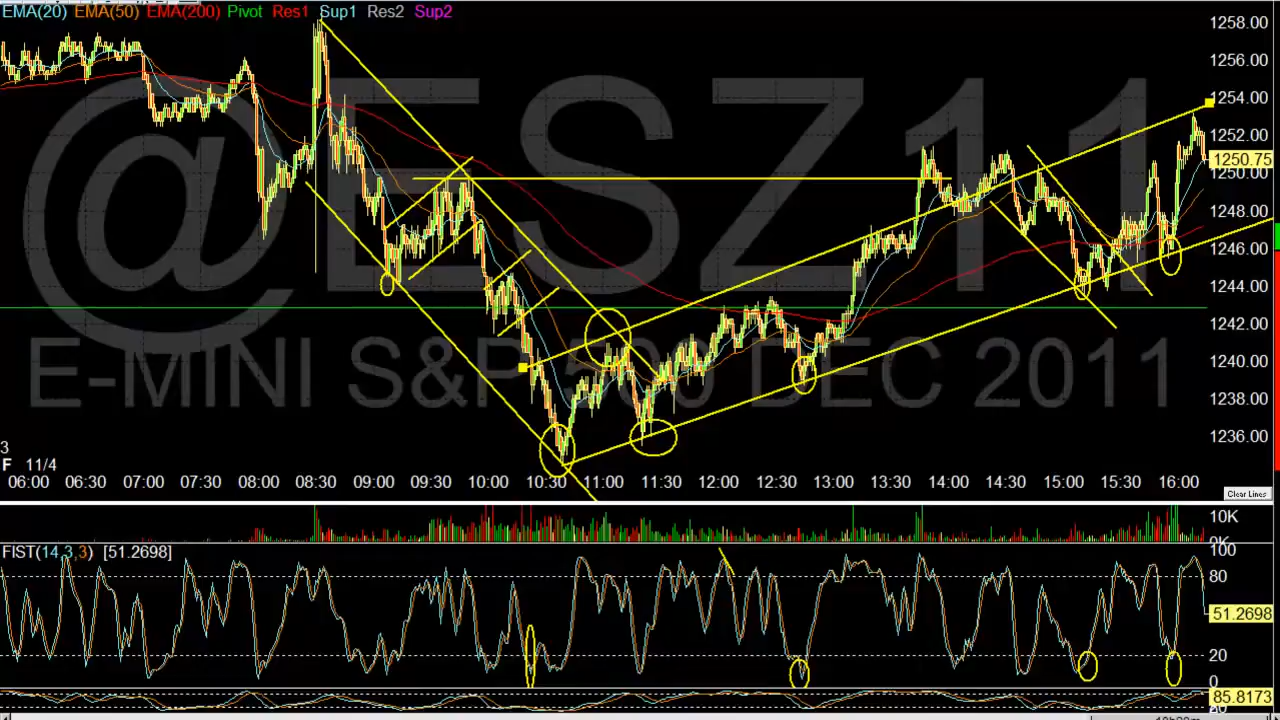 EMA(20) EMA(50) EMA(200) Pivot Res1 Sup1 Res2 Sup2
1258.00
1256.00
1254.00
1252.00
1250.75
1250.00
1248.00
1246.00
1244.00
1242.00
1240.00
1238.00
1236.00
@ESZ11
E-MINI S&P 500 DEC 2011
3
F 11/4
06:00 06:30 07:00 07:30 08:00 08:30 09:00 09:30 10:00 10:30 11:00 11:30 12:00 12:30 13:00 13:30 14:00 14:30 15:00 15:30 16:00
Clear Lines
10K
0K
FIST(14,3,3) [51.2698]
100
80
51.2698
20
0
85.8173